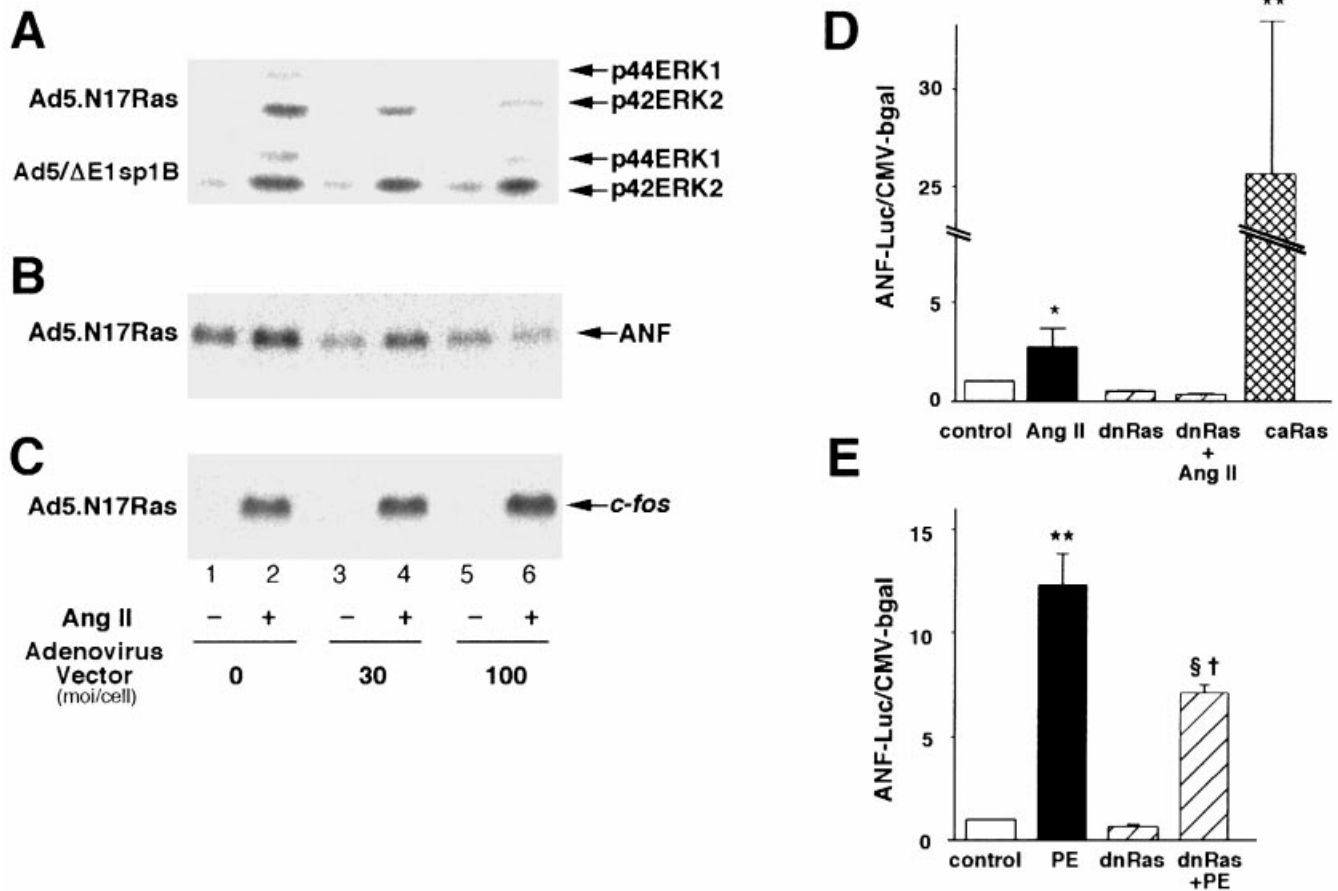 A
Ad5.N17Ras
p44ERK1
p42ERK2
Ad5/ΔE1sp1B
p44ERK1
p42ERK2
B
Ad5.N17Ras
ANF
C
Ad5.N17Ras
c-fos
1 2 3 4 5 6
Ang II − + − + − +
Adenovirus
Vector 0 30 100
(moi/cell)
D
**
ANF-Luc/CMV-bgal
30
25
5
*
0
control Ang II dnRas dnRas caRas
+
Ang II
E
ANF-Luc/CMV-bgal
15
**
10
§ †
5
0
control PE dnRas dnRas
+PE